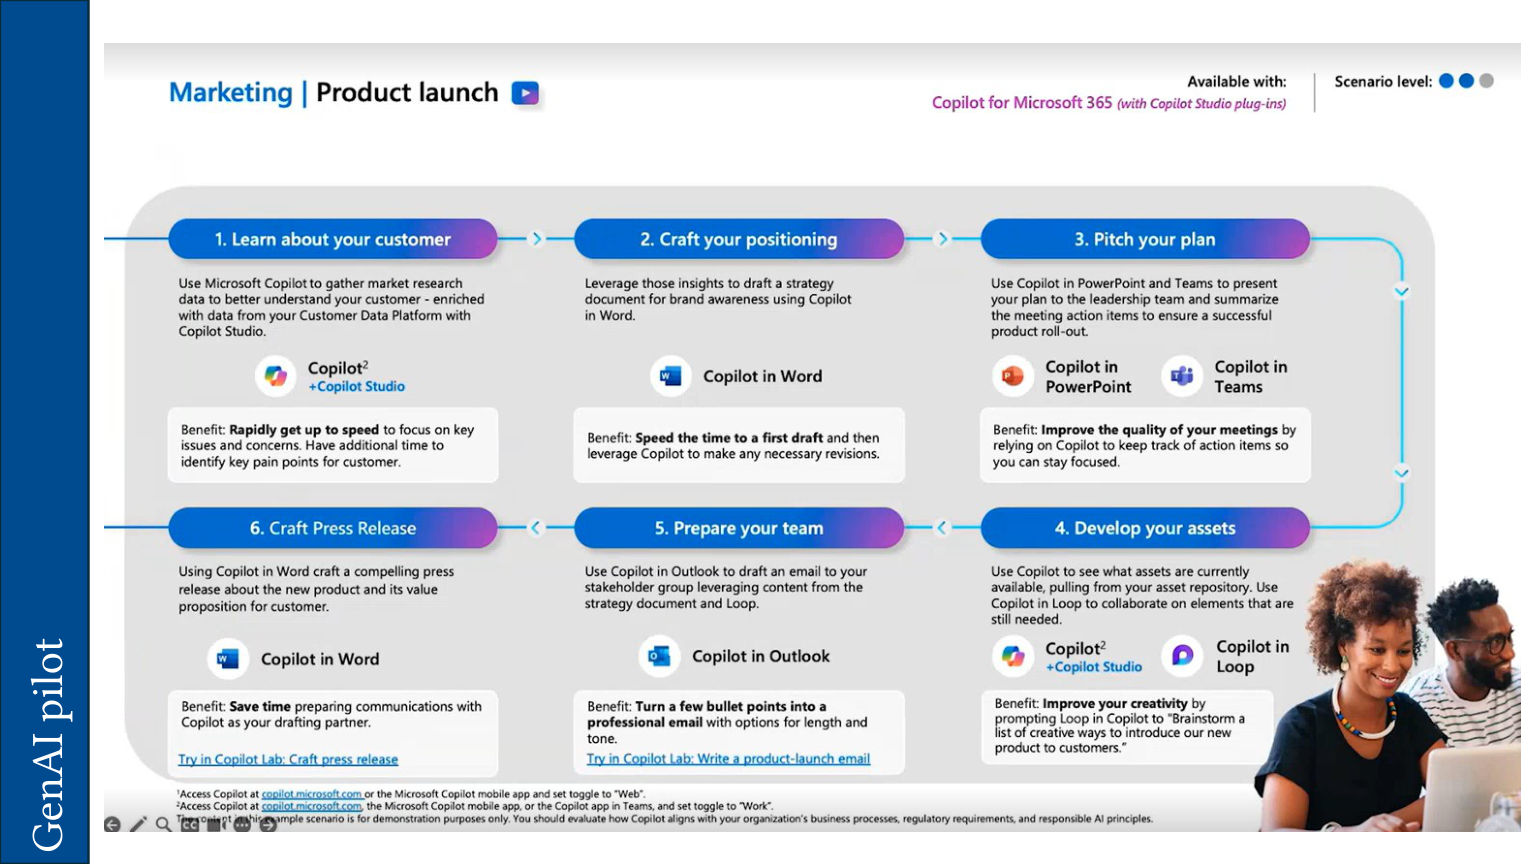 GenAI pilot
Marketing | Product launch
Available with:
Copilot for Microsoft 365 (with Copilot Studio plug-ins)
Scenario level:
1. Learn about your customer
Use Microsoft Copilot to gather market research
data to better understand your customer - enriched
with data from your Customer Data Platform with
Copilot Studio.
Copilot²
+Copilot Studio
Benefit: Rapidly get up to speed to focus on key
issues and concerns. Have additional time to
identify key pain points for customer.
2. Craft your positioning
Leverage those insights to draft a strategy
document for brand awareness using Copilot
in Word.
Copilot in Word
Benefit: Speed the time to a first draft and then
leverage Copilot to make any necessary revisions.
3. Pitch your plan
Use Copilot in PowerPoint and Teams to present
your plan to the leadership team and summarize
the meeting action items to ensure a successful
product roll-out.
Copilot in
PowerPoint
Copilot in
Teams
Benefit: Improve the quality of your meetings by
relying on Copilot to keep track of action items so
you can stay focused.
4. Develop your assets
Use Copilot to see what assets are currently
available, pulling from your asset repository. Use
Copilot in Loop to collaborate on elements that are
still needed.
Copilot²
+Copilot Studio
Copilot in
Loop
Benefit: Improve your creativity by
prompting Loop in Copilot to "Brainstorm a
list of creative ways to introduce our new
product to customers."
5. Prepare your team
Use Copilot in Outlook to draft an email to your
stakeholder group leveraging content from the
strategy document and Loop.
Copilot in Outlook
Benefit: Turn a few bullet points into a
professional email with options for length and
tone.
Try in Copilot Lab: Write a product-launch email
6. Craft Press Release
Using Copilot in Word craft a compelling press
release about the new product and its value
proposition for customer.
Copilot in Word
Benefit: Save time preparing communications with
Copilot as your drafting partner.
Try in Copilot Lab: Craft press release
¹Access Copilot at copilot.microsoft.com or the Microsoft Copilot mobile app and set toggle to "Web".
²Access Copilot at copilot.microsoft.com, the Microsoft Copilot mobile app, or the Copilot app in Teams, and set toggle to "Work".
The content in this example scenario is for demonstration purposes only. You should evaluate how Copilot aligns with your organization's business processes, regulatory requirements, and responsible AI principles.